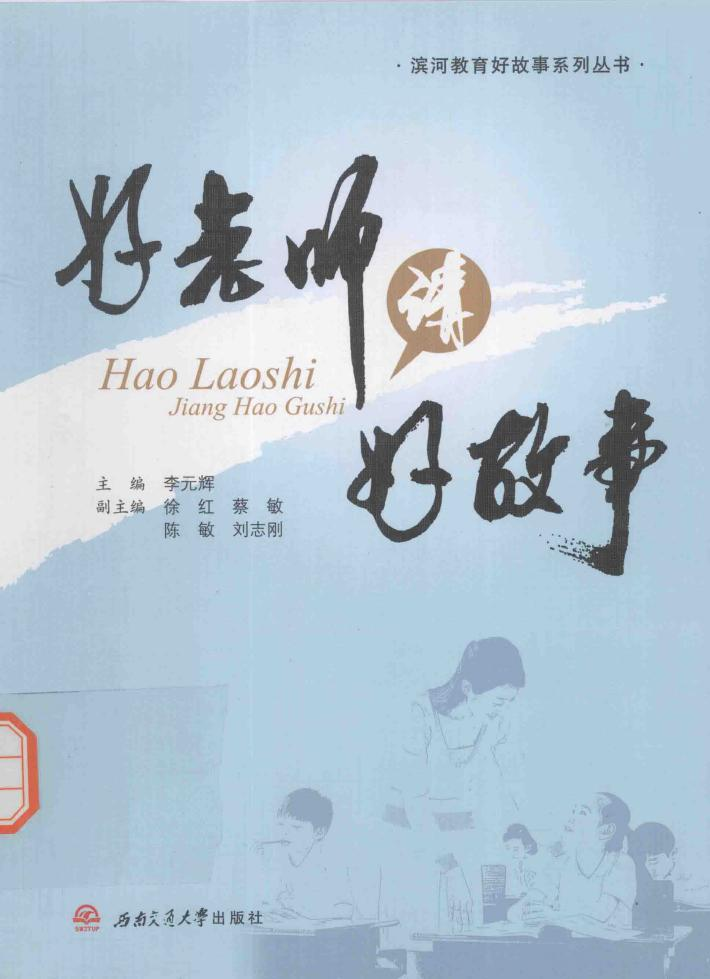 · 滨河教育好故事系列丛书 ·
好老师
講
Hao Laoshi
Jiang Hao Gushi
好故事
主 编 李元辉
副主编 徐 红 蔡 敏
陈 敏 刘志刚
SWJTUP
西南交通大学出版社